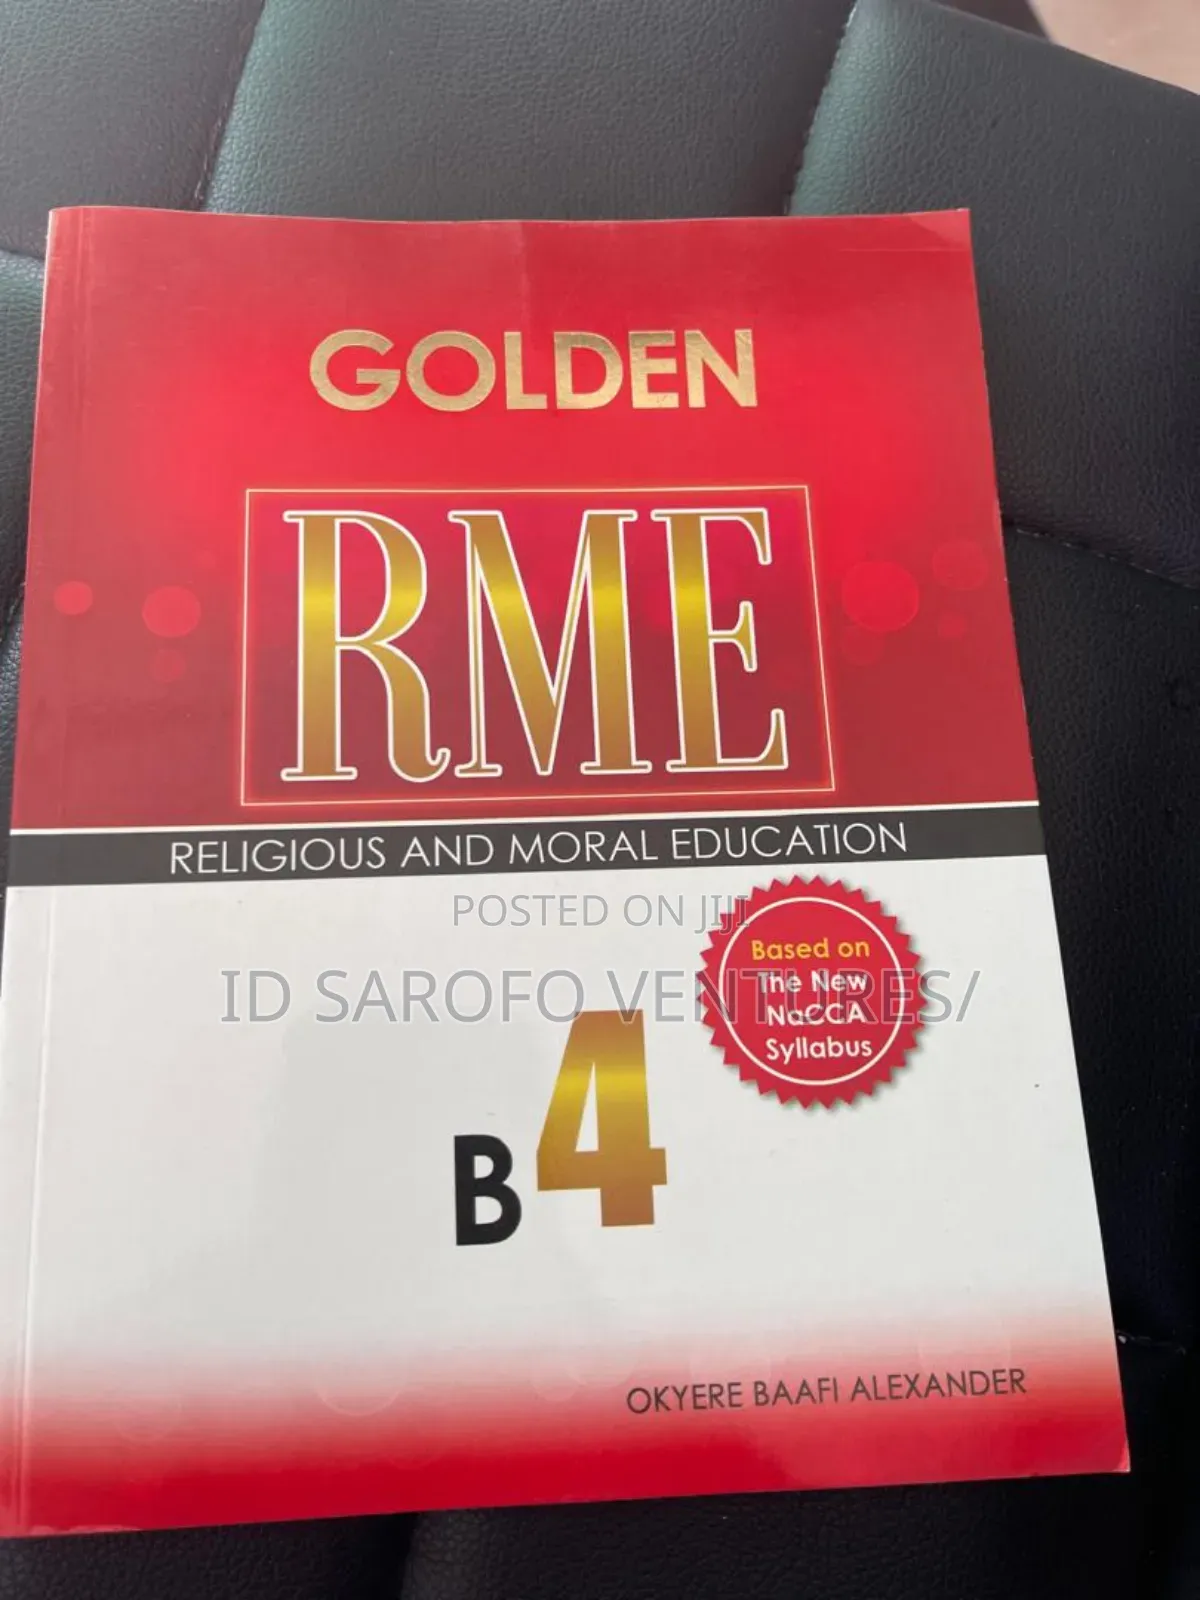 GOLDEN
RME
RELIGIOUS AND MORAL EDUCATION
POSTED ON JIJI
ID SAROFO VENTURES/
Based on
The New
NaCCA
Syllabus
B4
OKYERE BAAFI ALEXANDER